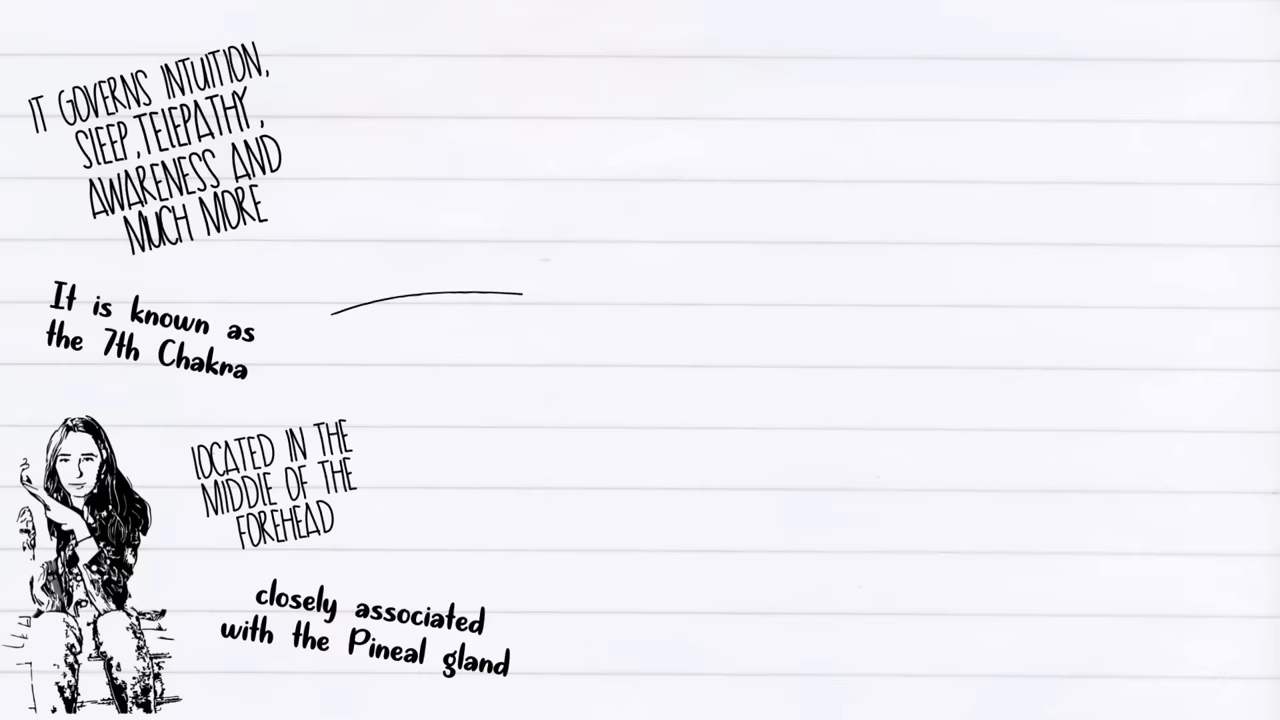 IT GOVERNS INTUITION,
SLEEP, TELEPATHY,
AWARENESS AND
MUCH MORE
It is known as
the 7th Chakra
LOCATED IN THE
MIDDLE OF THE
FOREHEAD
closely associated
with the Pineal gland